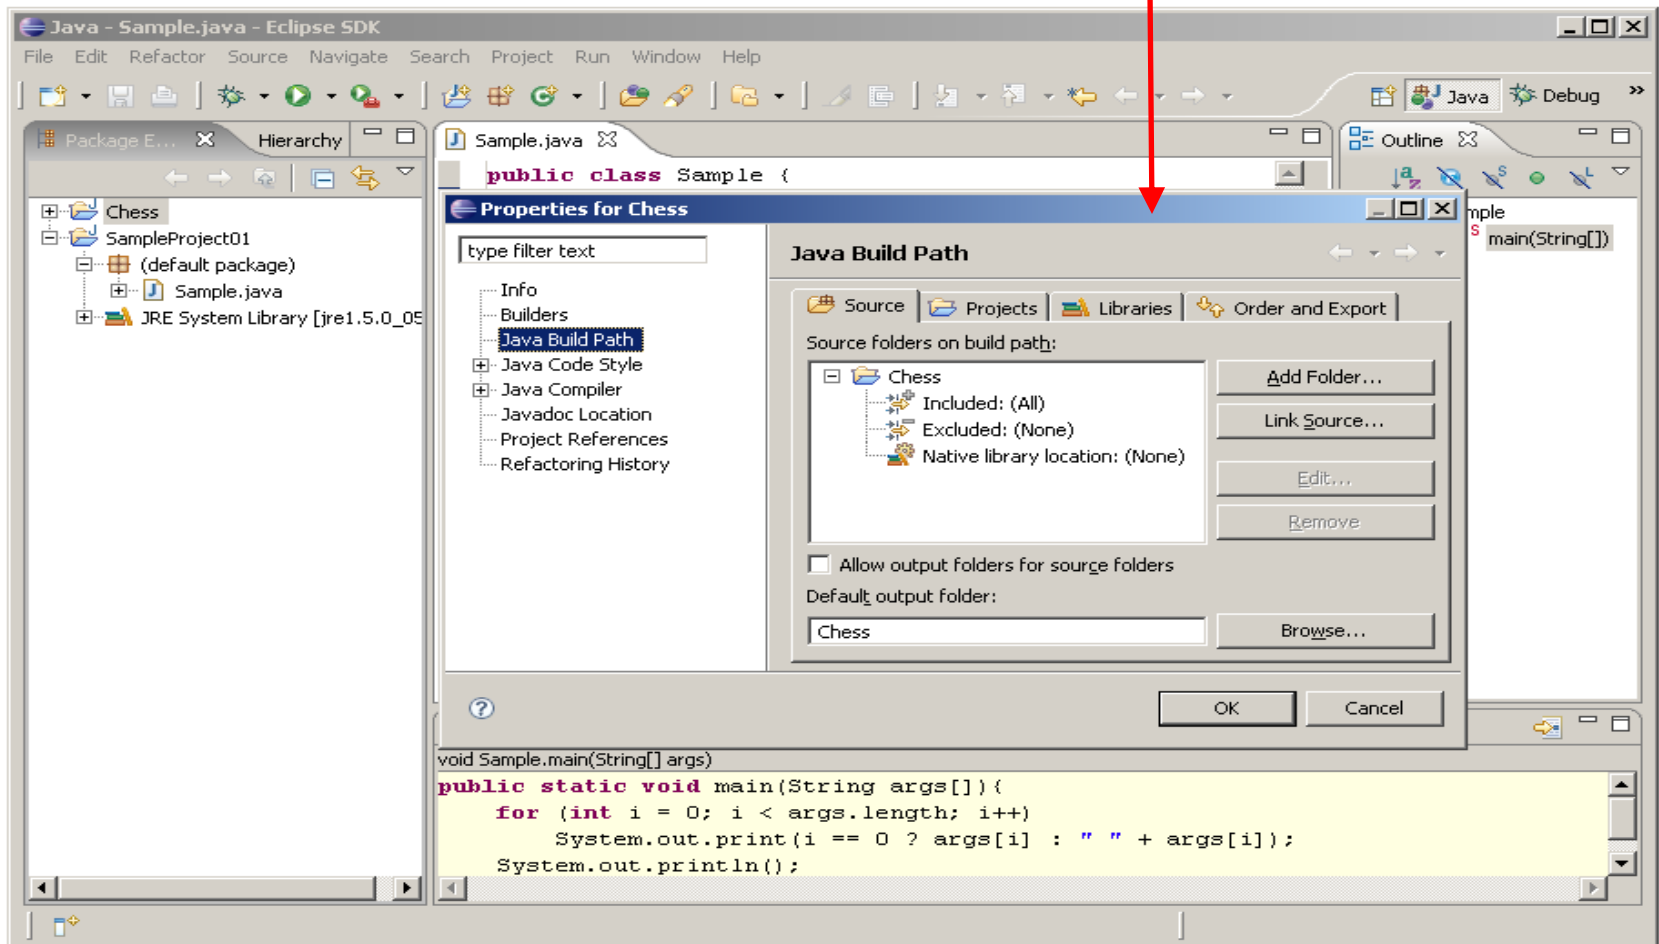 Java - Sample.java - Eclipse SDK
File Edit Refactor Source Navigate Search Project Run Window Help
Java Debug »
Package E... Hierarchy
Sample.java
Outline
public class Sample {
Chess
SampleProject01
(default package)
Sample.java
JRE System Library [jre1.5.0_05
mple
S main(String[])
Properties for Chess
type filter text
Info
Builders
Java Build Path
Java Code Style
Java Compiler
Javadoc Location
Project References
Refactoring History
Java Build Path
Source Projects Libraries Order and Export
Source folders on build path:
Chess
Included: (All)
Excluded: (None)
Native library location: (None)
Add Folder...
Link Source...
Edit...
Remove
Allow output folders for source folders
Default output folder:
Chess
Browse...
OK Cancel
void Sample.main(String[] args)
public static void main(String args[]){
for (int i = 0; i < args.length; i++)
System.out.print(i == 0 ? args[i] : " " + args[i]);
System.out.println();